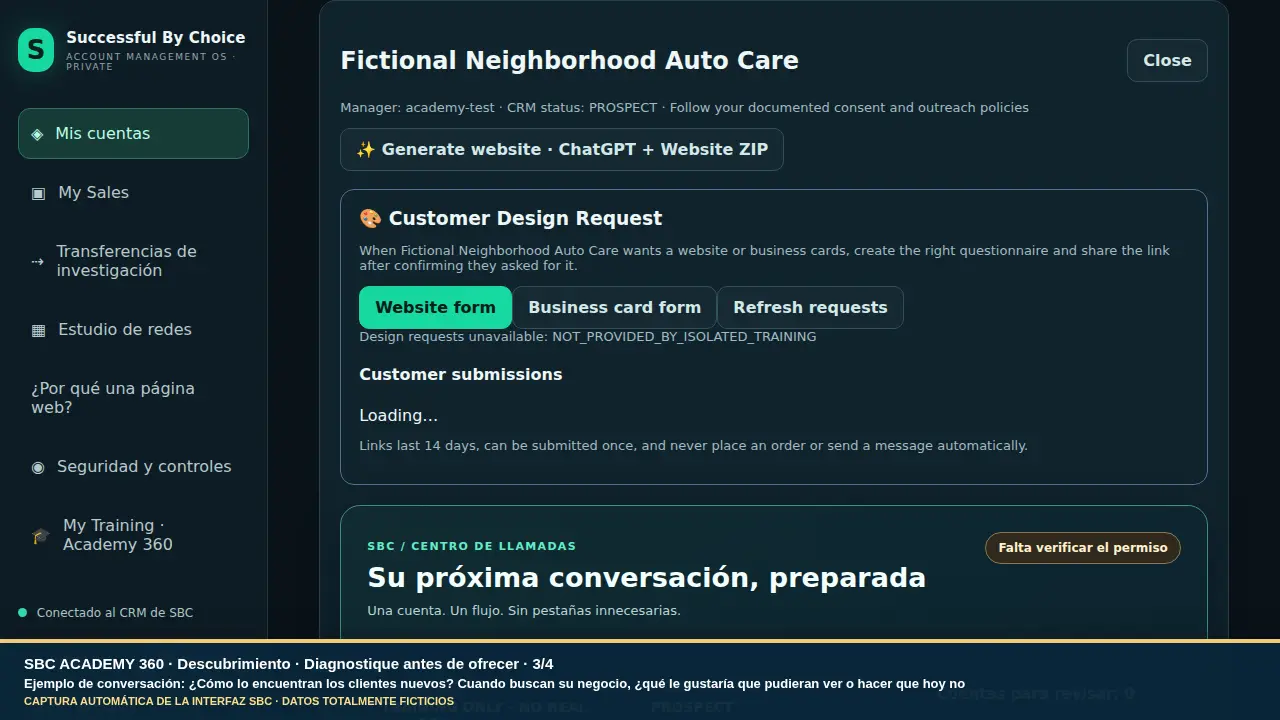 S
Successful By Choice
ACCOUNT MANAGEMENT OS ·
PRIVATE
◈ Mis cuentas
▣ My Sales
⇢ Transferencias de
investigación
▦ Estudio de redes
¿Por qué una página
web?
◉ Seguridad y controles
🎓 My Training ·
Academy 360
Conectado al CRM de SBC
Fictional Neighborhood Auto Care
Close
Manager: academy-test · CRM status: PROSPECT · Follow your documented consent and outreach policies
✨ Generate website · ChatGPT + Website ZIP
🎨 Customer Design Request
When Fictional Neighborhood Auto Care wants a website or business cards, create the right questionnaire and share the link
after confirming they asked for it.
Website form
Business card form
Refresh requests
Design requests unavailable: NOT_PROVIDED_BY_ISOLATED_TRAINING
Customer submissions
Loading…
Links last 14 days, can be submitted once, and never place an order or send a message automatically.
SBC / CENTRO DE LLAMADAS
Falta verificar el permiso
Su próxima conversación, preparada
Una cuenta. Un flujo. Sin pestañas innecesarias.
SBC ACADEMY 360 · Descubrimiento · Diagnostique antes de ofrecer · 3/4
Ejemplo de conversación: ¿Cómo lo encuentran los clientes nuevos? Cuando buscan su negocio, ¿qué le gustaría que pudieran ver o hacer que hoy no
CAPTURA AUTOMÁTICA DE LA INTERFAZ SBC · DATOS TOTALMENTE FICTICIOS